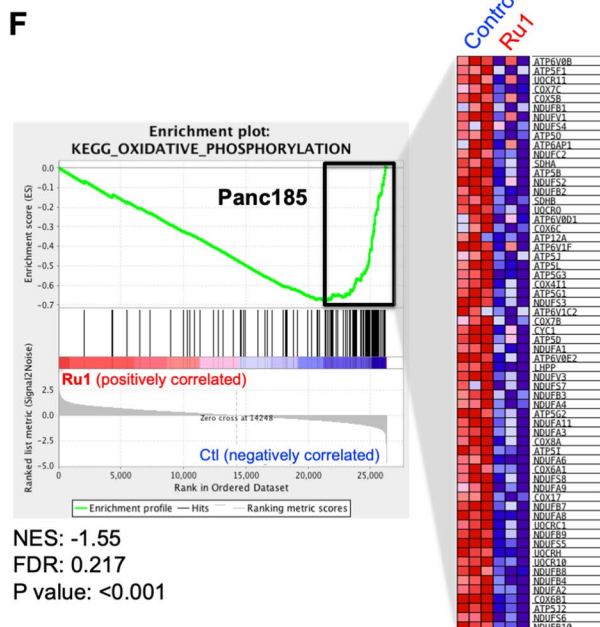 F
Contro
Ru1
Enrichment plot:
KEGG_OXIDATIVE_PHOSPHORYLATION
Enrichment score (ES)
0.0
-0.1
-0.2
-0.3
-0.4
-0.5
-0.6
-0.7
Panc185
Ru1 (positively correlated)
Ranked list metric (Signal2Noise)
2.5
0.0
-2.5
-5.0
Zero cross at 14248
Ctl (negatively correlated)
0 5,000 10,000 15,000 20,000 25,000
Rank in Ordered Dataset
Enrichment profile Hits Ranking metric scores
NES: -1.55
FDR: 0.217
P value: <0.001
ATP6V0B
ATP5F1
UQCR11
COX7C
COX5B
NDUFB1
NDUFV1
NDUFS4
ATP5O
ATP6AP1
NDUFC2
SDHA
ATP5B
NDUFS2
NDUFB2
SDHB
UQCRQ
ATP6V0D1
COX6C
ATP12A
ATP6V1F
ATP5J
ATP5L
ATP5G3
COX4I1
ATP5G1
NDUFS3
ATP6V1C2
COX7B
CYC1
ATP5D
NDUFA1
ATP6V0E2
LHPP
NDUFV3
NDUFS7
NDUFB3
NDUFA4
ATP5G2
NDUFA11
NDUFA3
COX8A
ATP5I
NDUFA6
COX6A1
NDUFS8
NDUFA9
COX17
NDUFB7
NDUFA8
UQCRC1
NDUFB9
NDUFS5
UQCRH
UQCR10
NDUFB8
NDUFB4
NDUFA2
COX6B1
ATP5J2
NDUFS6
NDUFB10